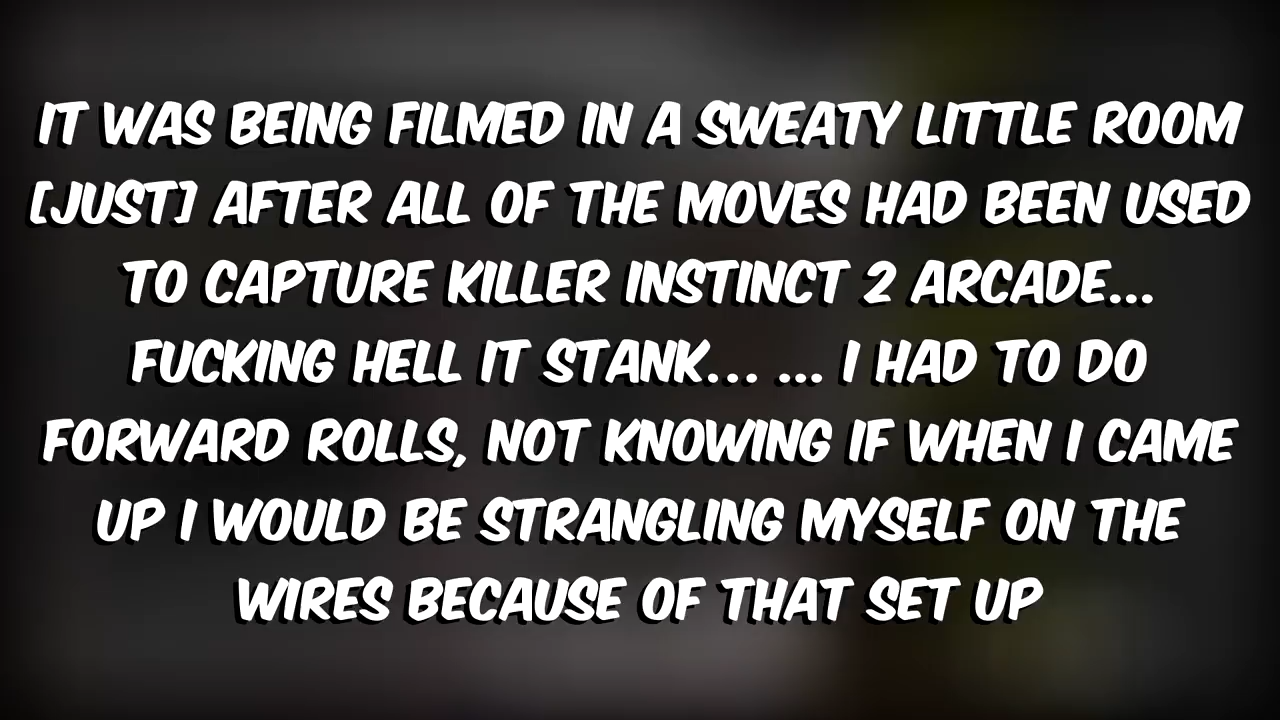 IT WAS BEING FILMED IN A SWEATY LITTLE ROOM
[JUST] AFTER ALL OF THE MOVES HAD BEEN USED
TO CAPTURE KILLER INSTINCT 2 ARCADE...
FUCKING HELL IT STANK... ... I HAD TO DO
FORWARD ROLLS, NOT KNOWING IF WHEN I CAME
UP I WOULD BE STRANGLING MYSELF ON THE
WIRES BECAUSE OF THAT SET UP